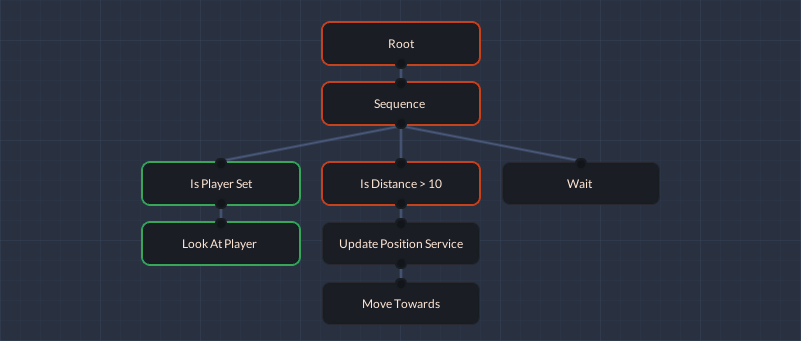 Root
Sequence
Is Player Set
Is Distance > 10
Wait
Look At Player
Update Position Service
Move Towards